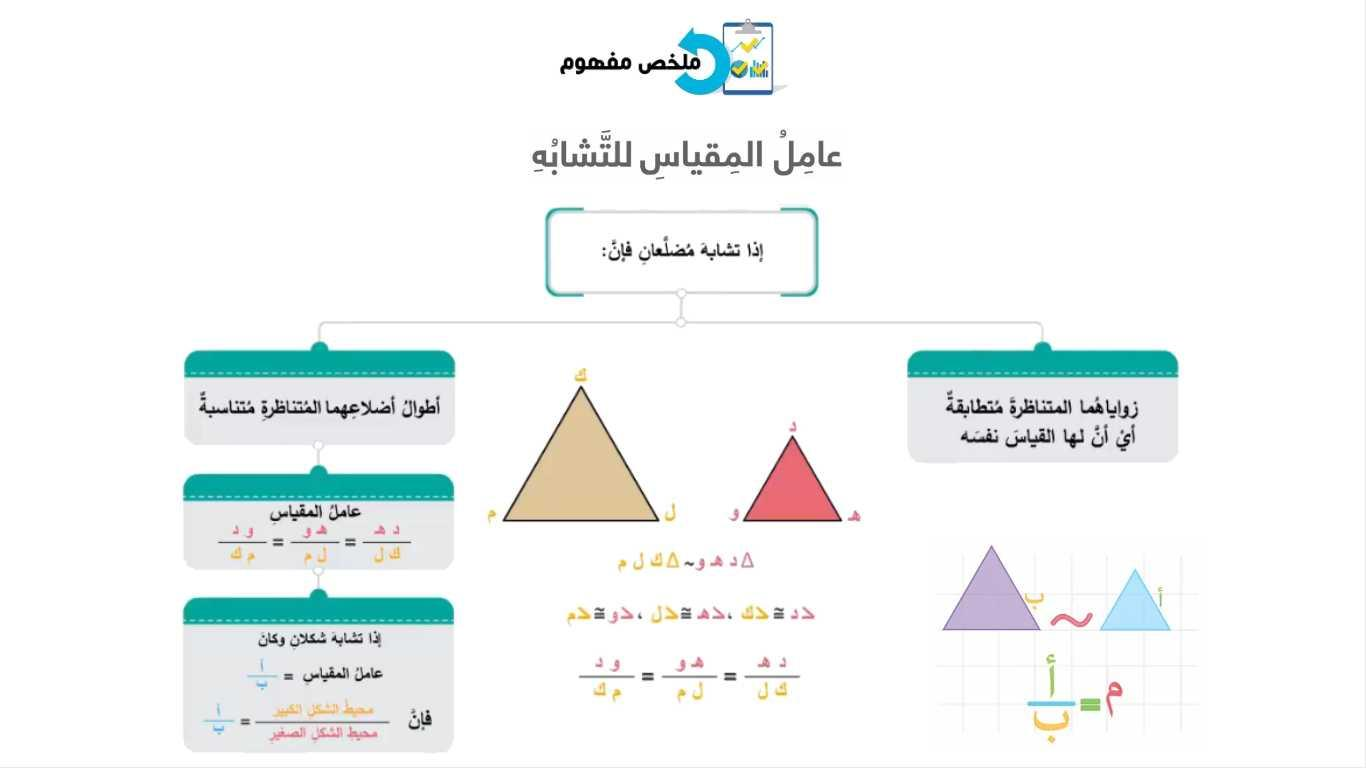 ملخص مفهوم
عامِلُ المِقياسِ للتَّشابُهِ
إذا تشابهَ مُضلَّعانِ فإنَّ:
زواياهُما المتناظرةَ مُتطابقةٌ
أيْ أنَّ لها القياسَ نفسَه
أطوالُ أضلاعِهما المُتناظرةِ مُتناسبةٌ
عاملُ المقياسِ
د هـ / ك ل = هـ و / ل م = و د / م ك
إذا تشابهَ شكلانِ وكانَ
عاملُ المقياسِ = أ / ب
فإنَّ محيطُ الشكلِ الكبيرِ / محيطِ الشكلِ الصغيرِ = أ / ب
ك
م
ل
د
و
هـ
Δ د هـ و ~ Δ ك ل م
>د ≅ >ك ، >هـ ≅ >ل ، >و ≅ >م
د هـ / ك ل = هـ و / ل م = و د / م ك
أ
ب
~
م = أ / ب